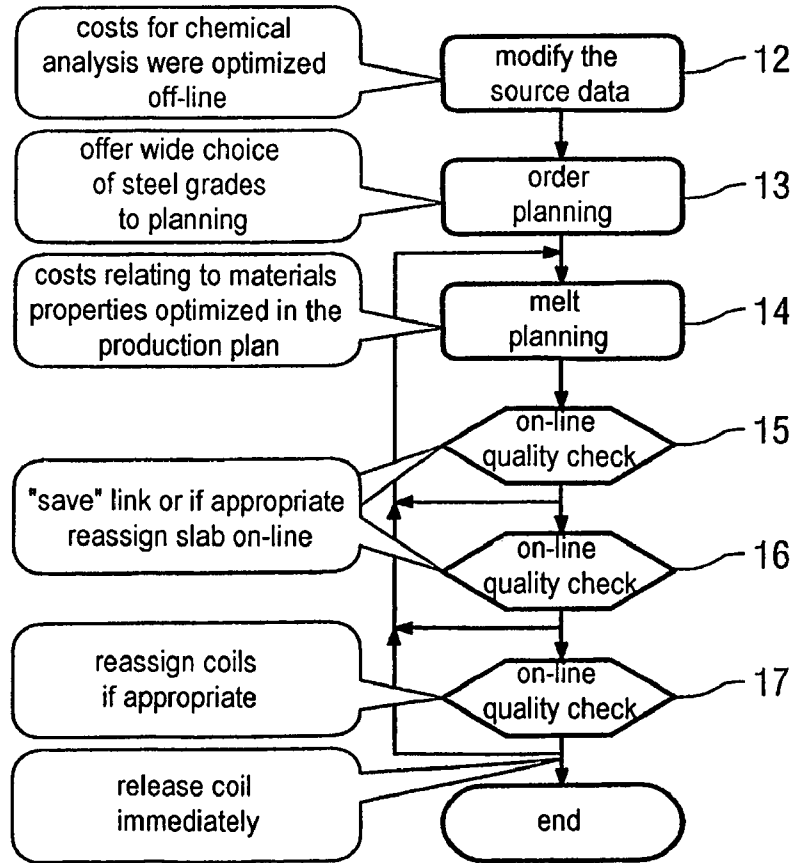 costs for chemical
analysis were optimized
off-line
modify the
source data
12
offer wide choice
of steel grades
to planning
order
planning
13
costs relating to materials
properties optimized in the
production plan
melt
planning
14
on-line
quality check
15
"save" link or if appropriate
reassign slab on-line
on-line
quality check
16
reassign coils
if appropriate
on-line
quality check
17
release coil
immediately
end